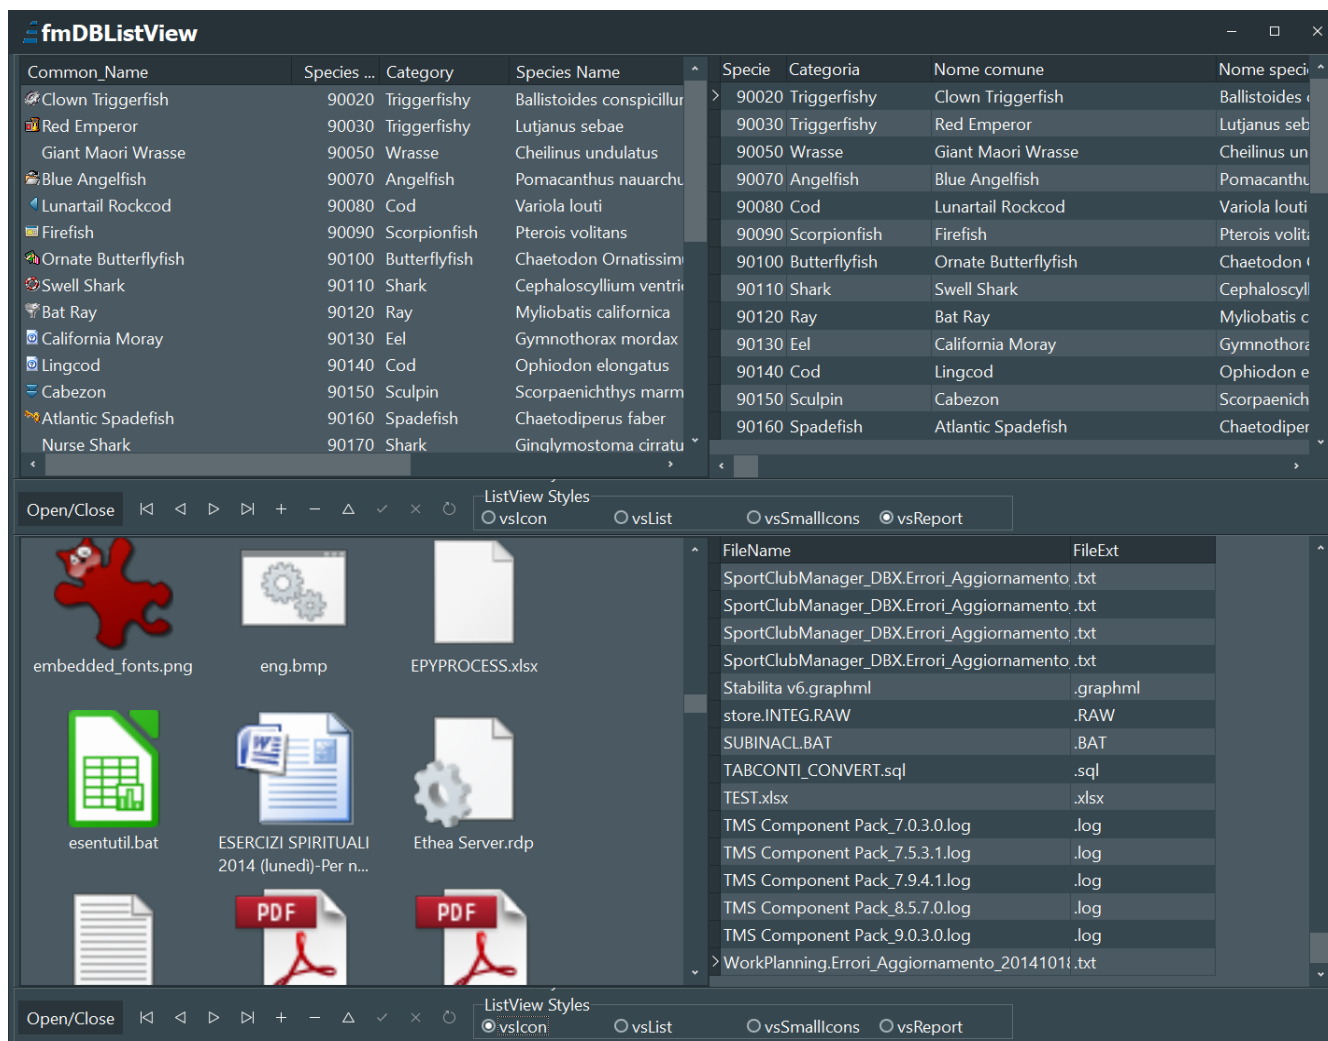 fmDBListView
Common_Name Species ... Category Species Name
Clown Triggerfish 90020 Triggerfishy Ballistoides conspicillur
Red Emperor 90030 Triggerfishy Lutjanus sebae
Giant Maori Wrasse 90050 Wrasse Cheilinus undulatus
Blue Angelfish 90070 Angelfish Pomacanthus nauarchu
Lunartail Rockcod 90080 Cod Variola louti
Firefish 90090 Scorpionfish Pterois volitans
Ornate Butterflyfish 90100 Butterflyfish Chaetodon Ornatissim
Swell Shark 90110 Shark Cephaloscyllium ventri
Bat Ray 90120 Ray Myliobatis californica
California Moray 90130 Eel Gymnothorax mordax
Lingcod 90140 Cod Ophiodon elongatus
Cabezon 90150 Sculpin Scorpaenichthys marm
Atlantic Spadefish 90160 Spadefish Chaetodiperus faber
Nurse Shark 90170 Shark Ginglymostoma cirratu
Specie Categoria Nome comune Nome speci
90020 Triggerfishy Clown Triggerfish Ballistoides
90030 Triggerfishy Red Emperor Lutjanus seb
90050 Wrasse Giant Maori Wrasse Cheilinus un
90070 Angelfish Blue Angelfish Pomacanthu
90080 Cod Lunartail Rockcod Variola louti
90090 Scorpionfish Firefish Pterois volita
90100 Butterflyfish Ornate Butterflyfish Chaetodon
90110 Shark Swell Shark Cephaloscyll
90120 Ray Bat Ray Myliobatis c
90130 Eel California Moray Gymnothora
90140 Cod Lingcod Ophiodon e
90150 Sculpin Cabezon Scorpaenich
90160 Spadefish Atlantic Spadefish Chaetodiper
Open/Close
ListView Styles
vsIcon vsList vsSmallIcons vsReport
embedded_fonts.png eng.bmp EPYPROCESS.xlsx
esentutil.bat ESERCIZI SPIRITUALI Ethea Server.rdp
2014 (lunedì)-Per n...
PDF PDF
FileName FileExt
SportClubManager_DBX.Errori_Aggiornamento_ .txt
SportClubManager_DBX.Errori_Aggiornamento_ .txt
SportClubManager_DBX.Errori_Aggiornamento_ .txt
SportClubManager_DBX.Errori_Aggiornamento_ .txt
Stabilita v6.graphml .graphml
store.INTEG.RAW .RAW
SUBINACL.BAT .BAT
TABCONTI_CONVERT.sql .sql
TEST.xlsx .xlsx
TMS Component Pack_7.0.3.0.log .log
TMS Component Pack_7.5.3.1.log .log
TMS Component Pack_7.9.4.1.log .log
TMS Component Pack_8.5.7.0.log .log
TMS Component Pack_9.0.3.0.log .log
WorkPlanning.Errori_Aggiornamento_20141018 .txt
Open/Close
ListView Styles
vsIcon vsList vsSmallIcons vsReport